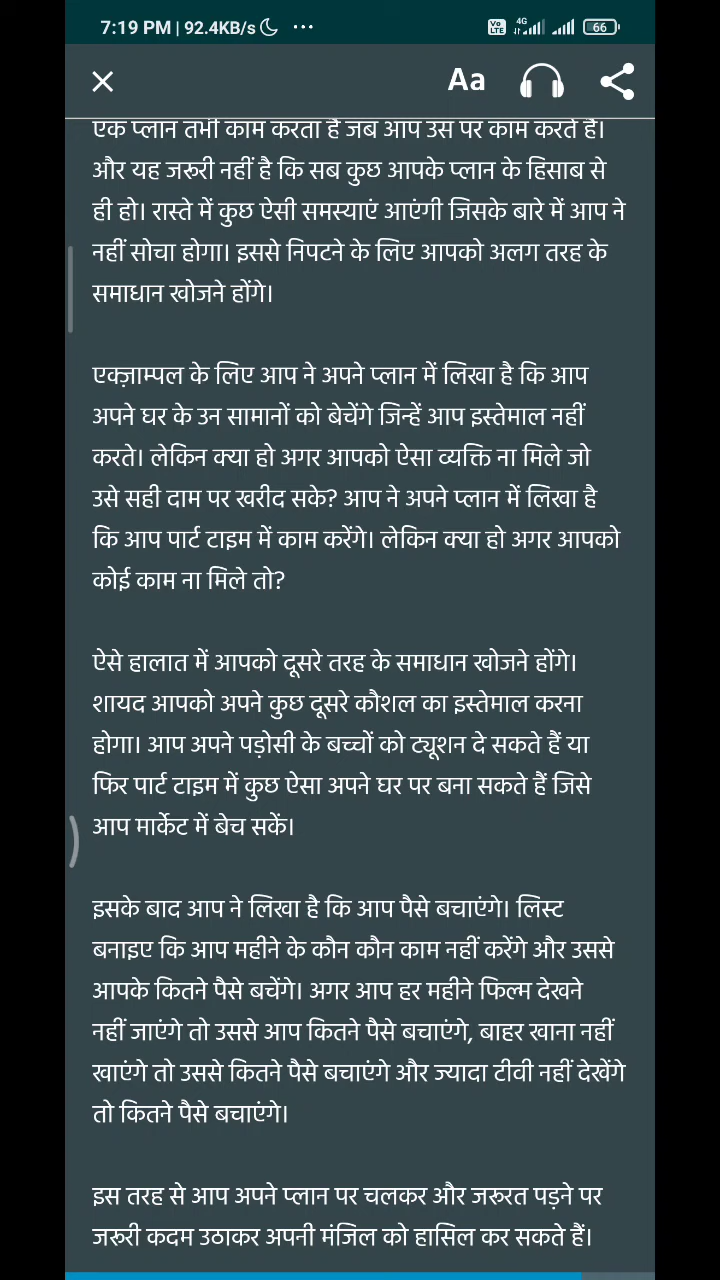 7:19 PM | 92.4KB/s ...
Vo LTE 4G 66
Aa
एक प्लान तभी काम करता है जब आप उस पर काम करते हैं।
और यह जरूरी नहीं है कि सब कुछ आपके प्लान के हिसाब से
ही हो। रास्ते में कुछ ऐसी समस्याएं आएंगी जिसके बारे में आप ने
नहीं सोचा होगा। इससे निपटने के लिए आपको अलग तरह के
समाधान खोजने होंगे।
एक्ज़ाम्पल के लिए आप ने अपने प्लान में लिखा है कि आप
अपने घर के उन सामानों को बेचेंगे जिन्हें आप इस्तेमाल नहीं
करते। लेकिन क्या हो अगर आपको ऐसा व्यक्ति ना मिले जो
उसे सही दाम पर खरीद सके? आप ने अपने प्लान में लिखा है
कि आप पार्ट टाइम में काम करेंगे। लेकिन क्या हो अगर आपको
कोई काम ना मिले तो?
ऐसे हालात में आपको दूसरे तरह के समाधान खोजने होंगे।
शायद आपको अपने कुछ दूसरे कौशल का इस्तेमाल करना
होगा। आप अपने पड़ोसी के बच्चों को ट्यूशन दे सकते हैं या
फिर पार्ट टाइम में कुछ ऐसा अपने घर पर बना सकते हैं जिसे
आप मार्केट में बेच सकें।
इसके बाद आप ने लिखा है कि आप पैसे बचाएंगे। लिस्ट
बनाइए कि आप महीने के कौन कौन काम नहीं करेंगे और उससे
आपके कितने पैसे बचेंगे। अगर आप हर महीने फिल्म देखने
नहीं जाएंगे तो उससे आप कितने पैसे बचाएंगे, बाहर खाना नहीं
खाएंगे तो उससे कितने पैसे बचाएंगे और ज्यादा टीवी नहीं देखेंगे
तो कितने पैसे बचाएंगे।
इस तरह से आप अपने प्लान पर चलकर और जरूरत पड़ने पर
जरूरी कदम उठाकर अपनी मंजिल को हासिल कर सकते हैं।